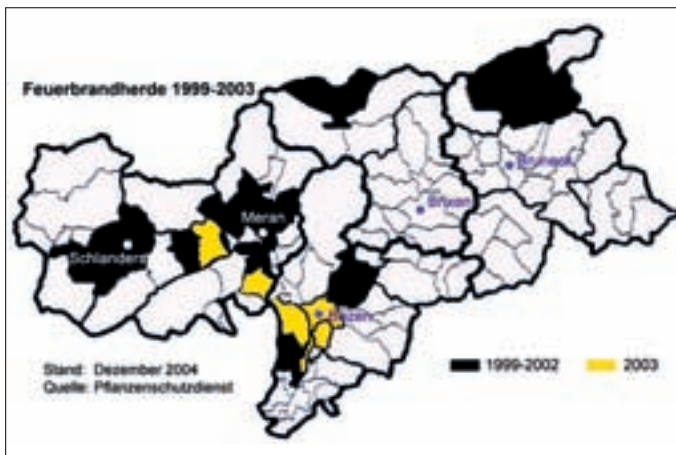 Feuerbrandherde 1999-2003
Bruneck
Brixen
Meran
Schlanders
Bozen
Stand: Dezember 2004
Quelle: Pflanzenschutzdienst
1999-2002
2003